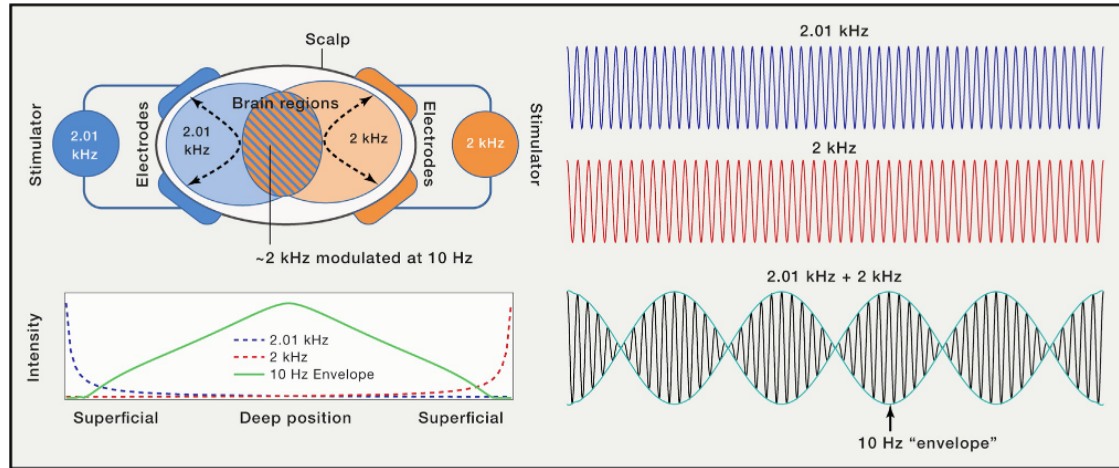 Scalp
Stimulator
Electrodes
Brain regions
2.01
kHz
2.01
kHz
2 kHz
2 kHz
Electrodes
Stimulator
~2 kHz modulated at 10 Hz
Intensity
2.01 kHz
2 kHz
10 Hz Envelope
Superficial
Deep position
Superficial
2.01 kHz
2 kHz
2.01 kHz + 2 kHz
10 Hz “envelope”